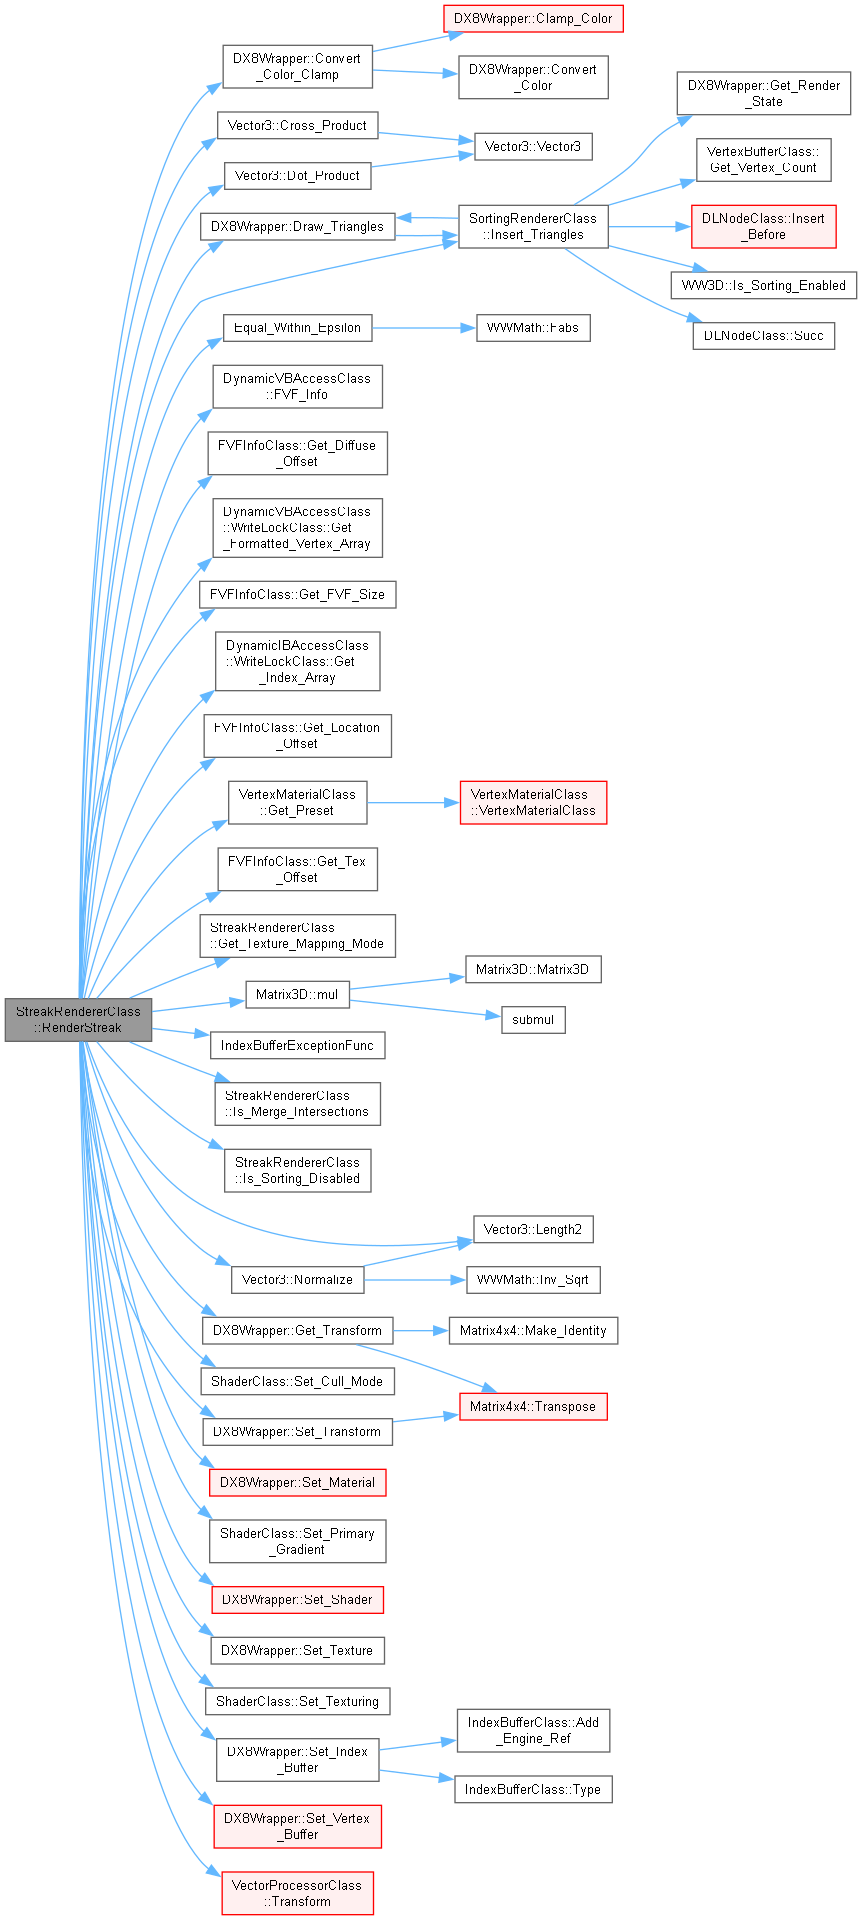 DX8Wrapper::Clamp_Color
DX8Wrapper::Convert
_Color_Clamp
DX8Wrapper::Convert
_Color
DX8Wrapper::Get_Render
_State
Vector3::Cross_Product
Vector3::Vector3
VertexBufferClass::
Get_Vertex_Count
Vector3::Dot_Product
DX8Wrapper::Draw_Triangles
SortingRendererClass
::Insert_Triangles
DLNodeClass::Insert
_Before
WW3D::Is_Sorting_Enabled
Equal_Within_Epsilon
WWMath::Fabs
DLNodeClass::Succ
DynamicVBAccessClass
::FVF_Info
FVFInfoClass::Get_Diffuse
_Offset
DynamicVBAccessClass
::WriteLockClass::Get
_Formatted_Vertex_Array
FVFInfoClass::Get_FVF_Size
DynamicIBAccessClass
::WriteLockClass::Get
_Index_Array
FVFInfoClass::Get_Location
_Offset
VertexMaterialClass
::Get_Preset
VertexMaterialClass
::VertexMaterialClass
FVFInfoClass::Get_Tex
_Offset
StreakRendererClass
::Get_Texture_Mapping_Mode
Matrix3D::mul
Matrix3D::Matrix3D
submul
StreakRendererClass
::RenderStreak
IndexBufferExceptionFunc
StreakRendererClass
::Is_Merge_Intersections
StreakRendererClass
::Is_Sorting_Disabled
Vector3::Length2
Vector3::Normalize
WWMath::Inv_Sqrt
DX8Wrapper::Get_Transform
Matrix4x4::Make_Identity
ShaderClass::Set_Cull_Mode
Matrix4x4::Transpose
DX8Wrapper::Set_Transform
DX8Wrapper::Set_Material
ShaderClass::Set_Primary
_Gradient
DX8Wrapper::Set_Shader
DX8Wrapper::Set_Texture
ShaderClass::Set_Texturing
DX8Wrapper::Set_Index
_Buffer
IndexBufferClass::Add
_Engine_Ref
IndexBufferClass::Type
DX8Wrapper::Set_Vertex
_Buffer
VectorProcessorClass
::Transform